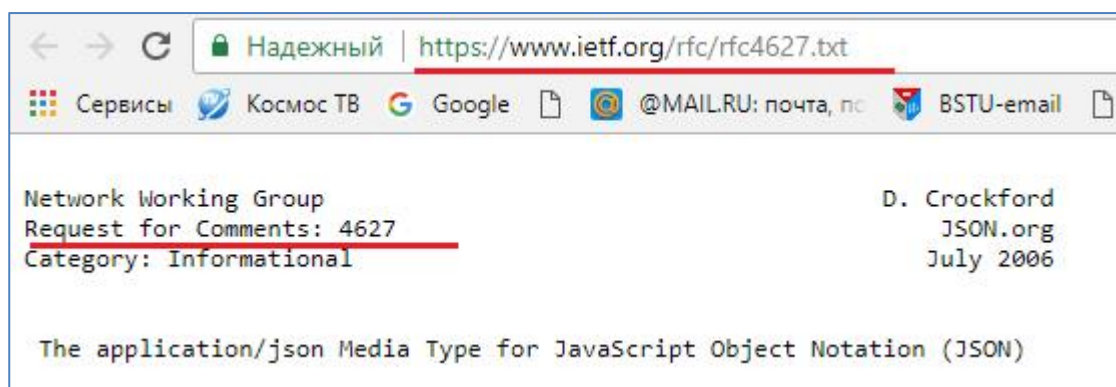 Надежный | https://www.ietf.org/rfc/rfc4627.txt
Сервисы Космос ТВ Google @MAIL.RU: почта, по BSTU-email
Network Working Group D. Crockford
Request for Comments: 4627 JSON.org
Category: Informational July 2006
The application/json Media Type for JavaScript Object Notation (JSON)